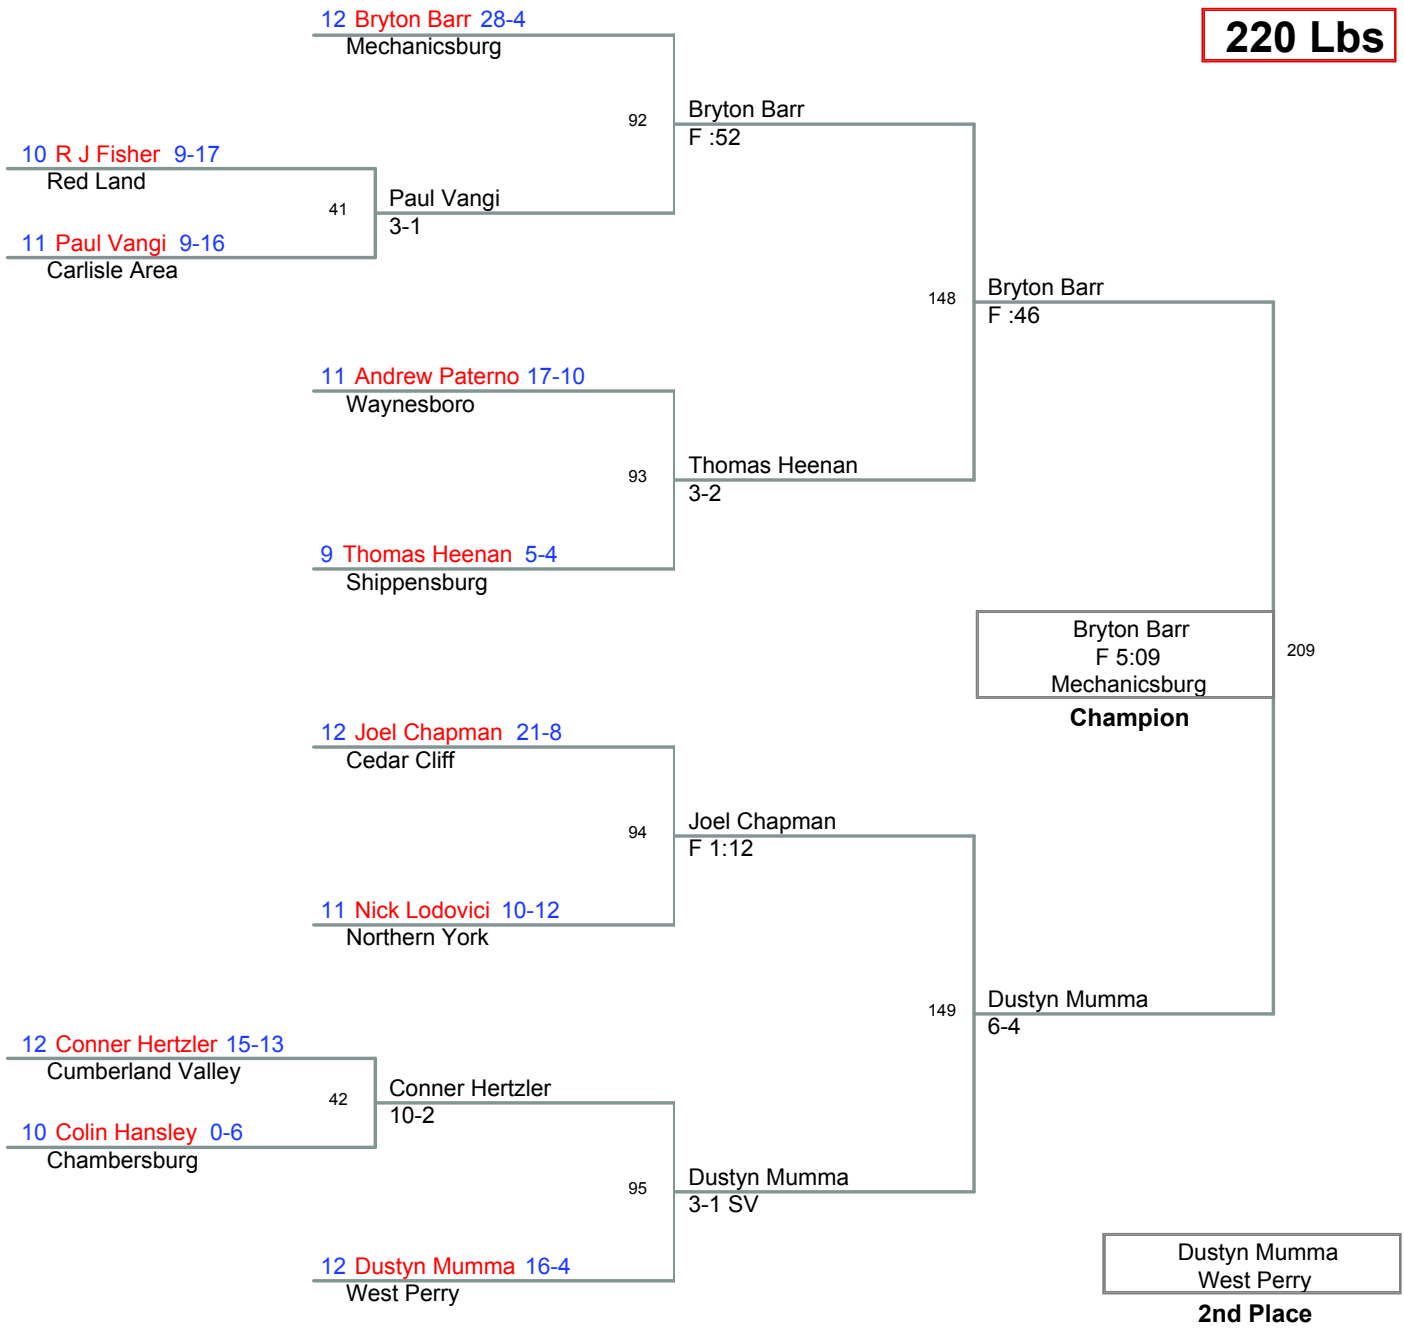 12 Bryton Barr 28-4
Mechanicsburg
220 Lbs
92
Bryton Barr
F :52
10 R J Fisher 9-17
Red Land
41
Paul Vangi
3-1
11 Paul Vangi 9-16
Carlisle Area
148
Bryton Barr
F :46
11 Andrew Paterno 17-10
Waynesboro
93
Thomas Heenan
3-2
9 Thomas Heenan 5-4
Shippensburg
Bryton Barr
F 5:09
Mechanicsburg
209
Champion
12 Joel Chapman 21-8
Cedar Cliff
94
Joel Chapman
F 1:12
11 Nick Lodovici 10-12
Northern York
149
Dustyn Mumma
6-4
12 Conner Hertzler 15-13
Cumberland Valley
42
Conner Hertzler
10-2
10 Colin Hansley 0-6
Chambersburg
95
Dustyn Mumma
3-1 SV
12 Dustyn Mumma 16-4
West Perry
Dustyn Mumma
West Perry
2nd Place